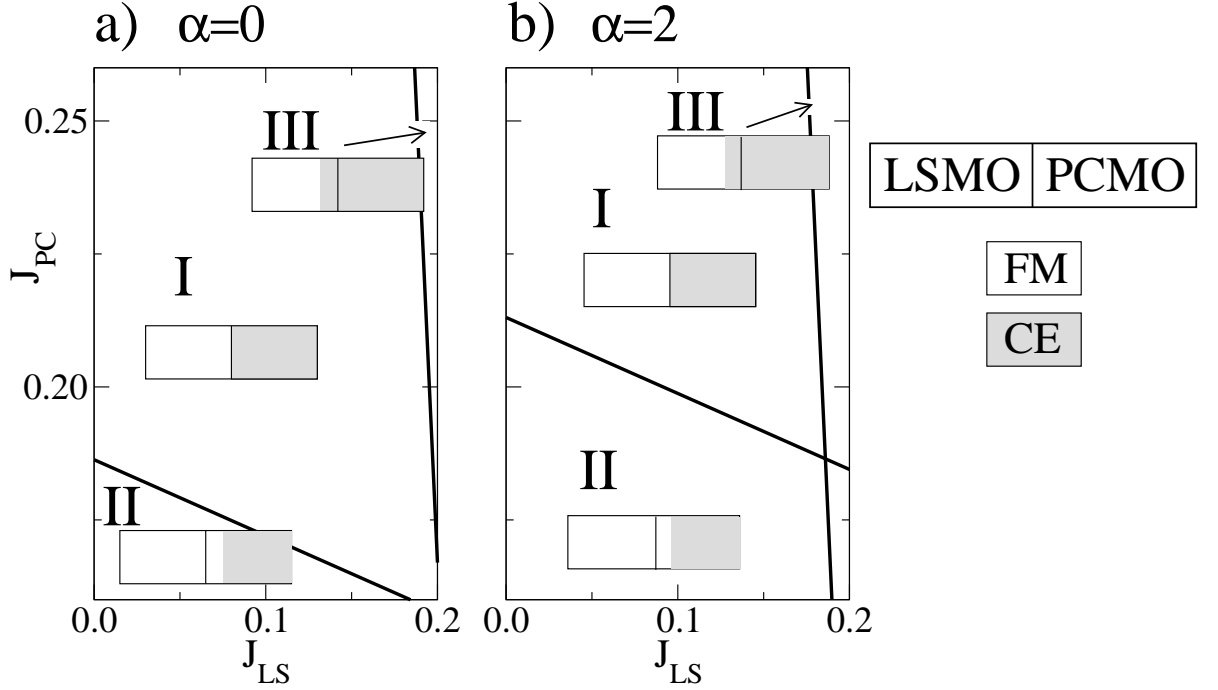 a) α=0
b) α=2
III
III
0.25
LSMO PCMO
I
I
FM
J_PC
CE
0.20
II
II
0.0 0.1 0.2
0.0 0.1 0.2
J_LS
J_LS